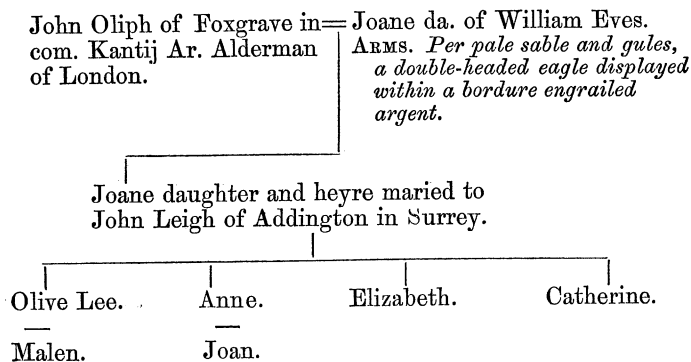 John Oliph of Foxgrave in═Joane da. of William Eves.
com. Kantij Ar. Alderman
of London.
ARMS. Per pale sable and gules,
a double-headed eagle displayed
within a bordure engrailed
argent.
Joane daughter and heyre maried to
John Leigh of Addington in Surrey.
Olive Lee. Anne. Elizabeth. Catherine.
Malen. Joan.